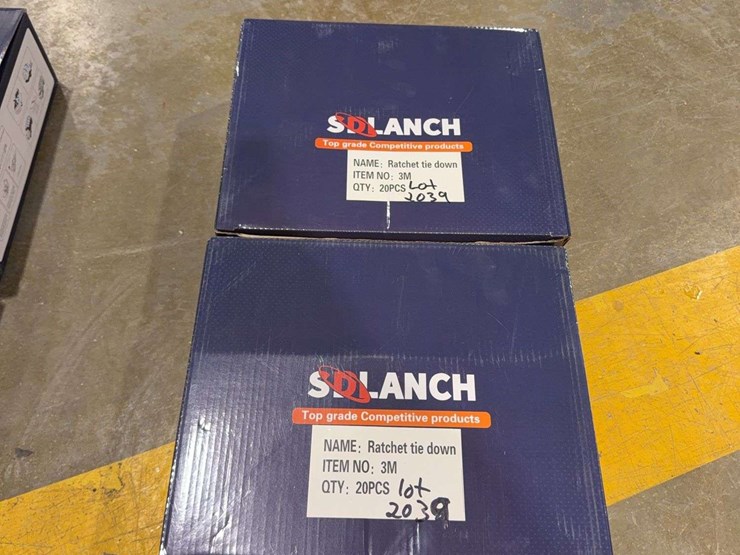 SDLANCH
Top grade Competitive products
NAME: Ratchet tie down
ITEM NO: 3M
QTY: 20PCS Lot
2039
SDLANCH
Top grade Competitive products
NAME: Ratchet tie down
ITEM NO: 3M
QTY: 20PCS lot
2039